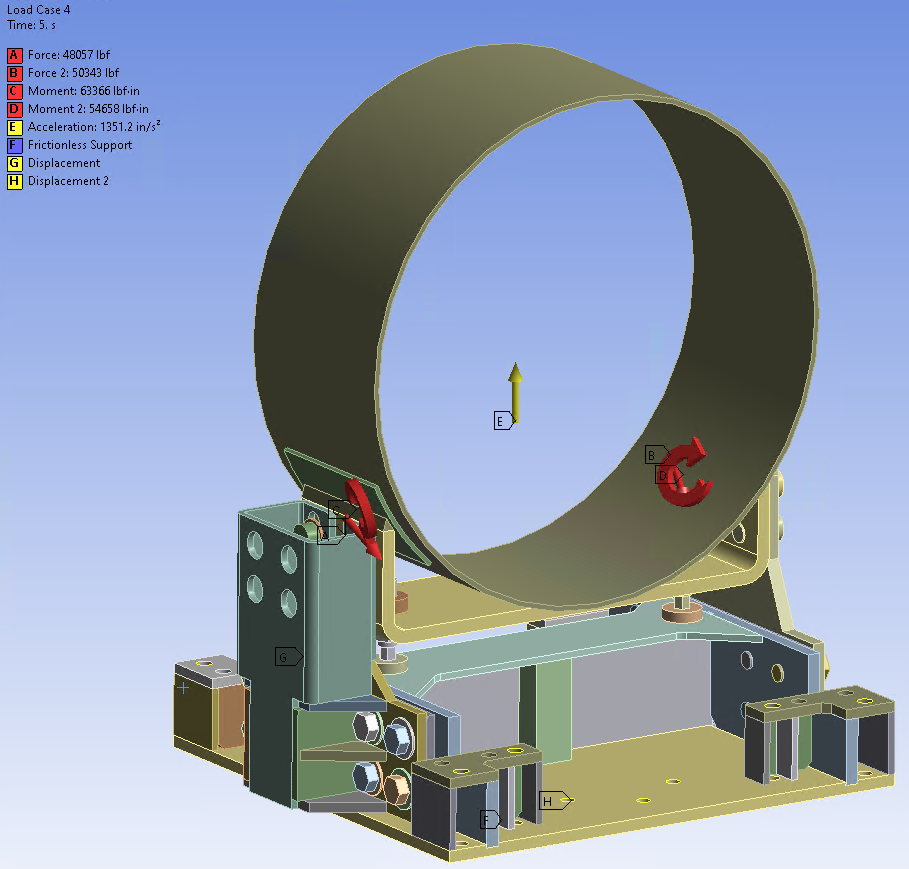 Load Case 4
Time: 5. s
A Force: 48057 lbf
B Force 2: 50343 lbf
C Moment: 63366 lbf·in
D Moment 2: 54658 lbf·in
E Acceleration: 1351.2 in/s²
F Frictionless Support
G Displacement
H Displacement 2
E
B
D
G
H
F